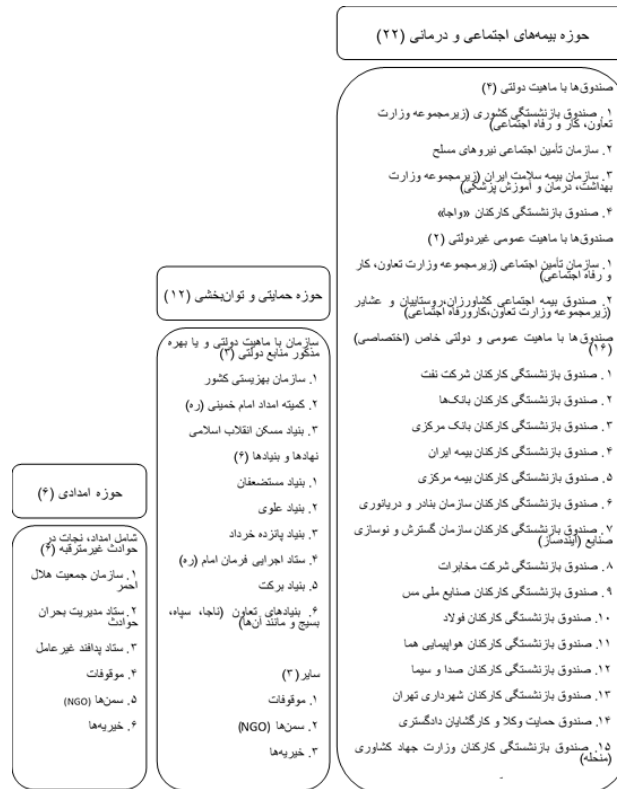 حوزه بیمه‌های اجتماعی و درمانی (۲۲)
صندوق‌ها با ماهیت دولتی (۴)
۱. صندوق بازنشستگی کشوری (زیرمجموعه وزارت
تعاون، کار و رفاه اجتماعی)
۲. سازمان تأمین اجتماعی نیروهای مسلح
۳. سازمان بیمه سلامت ایران (زیرمجموعه وزارت
بهداشت، درمان و آموزش پزشکی)
۴. صندوق بازنشستگی کارکنان «واجا»
صندوق‌ها با ماهیت عمومی غیردولتی (۲)
۱. سازمان تأمین اجتماعی (زیرمجموعه وزارت تعاون، کار
و رفاه اجتماعی)
۲. صندوق بیمه اجتماعی کشاورزان،روستاییان و عشایر
(زیرمجموعه وزارت تعاون،کارورفاه اجتماعی)
صندوق‌ها با ماهیت عمومی و دولتی خاص (اختصاصی)
(۱۶)
۱. صندوق بازنشستگی کارکنان شرکت نفت
۲. صندوق بازنشستگی کارکنان بانک‌ها
۳. صندوق بازنشستگی کارکنان بانک مرکزی
۴. صندوق بازنشستگی کارکنان بیمه ایران
۵. صندوق بازنشستگی کارکنان بیمه مرکزی
۶. صندوق بازنشستگی کارکنان سازمان بنادر و دریانوری
۷. صندوق بازنشستگی کارکنان سازمان گسترش و نوسازی
صنایع (آینده‌ساز)
۸. صندوق بازنشستگی شرکت مخابرات
۹. صندوق بازنشستگی کارکنان صنایع ملی مس
۱۰. صندوق بازنشستگی کارکنان فولاد
۱۱. صندوق بازنشستگی کارکنان هواپیمایی هما
۱۲. صندوق بازنشستگی کارکنان صدا و سیما
۱۳. صندوق بازنشستگی کارکنان شهرداری تهران
۱۴. صندوق حمایت وکلا و کارگشایان دادگستری
۱۵. صندوق بازنشستگی کارکنان وزارت جهاد کشاوری
(منحله)
حوزه حمایتی و توان‌بخشی (۱۲)
سازمان با ماهیت دولتی و یا بهره
مذکور منابع دولتی (۳)
۱. سازمان بهزیستی کشور
۲. کمیته امداد امام خمینی (ره)
۳. بنیاد مسکن انقلاب اسلامی
نهادها و بنیادها (۶)
۱. بنیاد مستضعفان
۲. بنیاد علوی
۳. بنیاد پانزده خرداد
۴. ستاد اجرایی فرمان امام (ره)
۵. بنیاد برکت
۶. بنیادهای تعاون (ناجا، سپاه،
بسیج و مانند آن‌ها)
سایر (۳)
۱. موقوفات
۲. سمن‌ها (NGO)
۳. خیریه‌ها
حوزه امدادی (۶)
شامل امداد، نجات در
حوادث غیرمترقبه (۶)
۱. سازمان جمعیت هلال
احمر
۲. ستاد مدیریت بحران
حوادث
۳. ستاد پدافند غیرعامل
۴. موقوفات
۵. سمن‌ها (NGO)
۶. خیریه‌ها